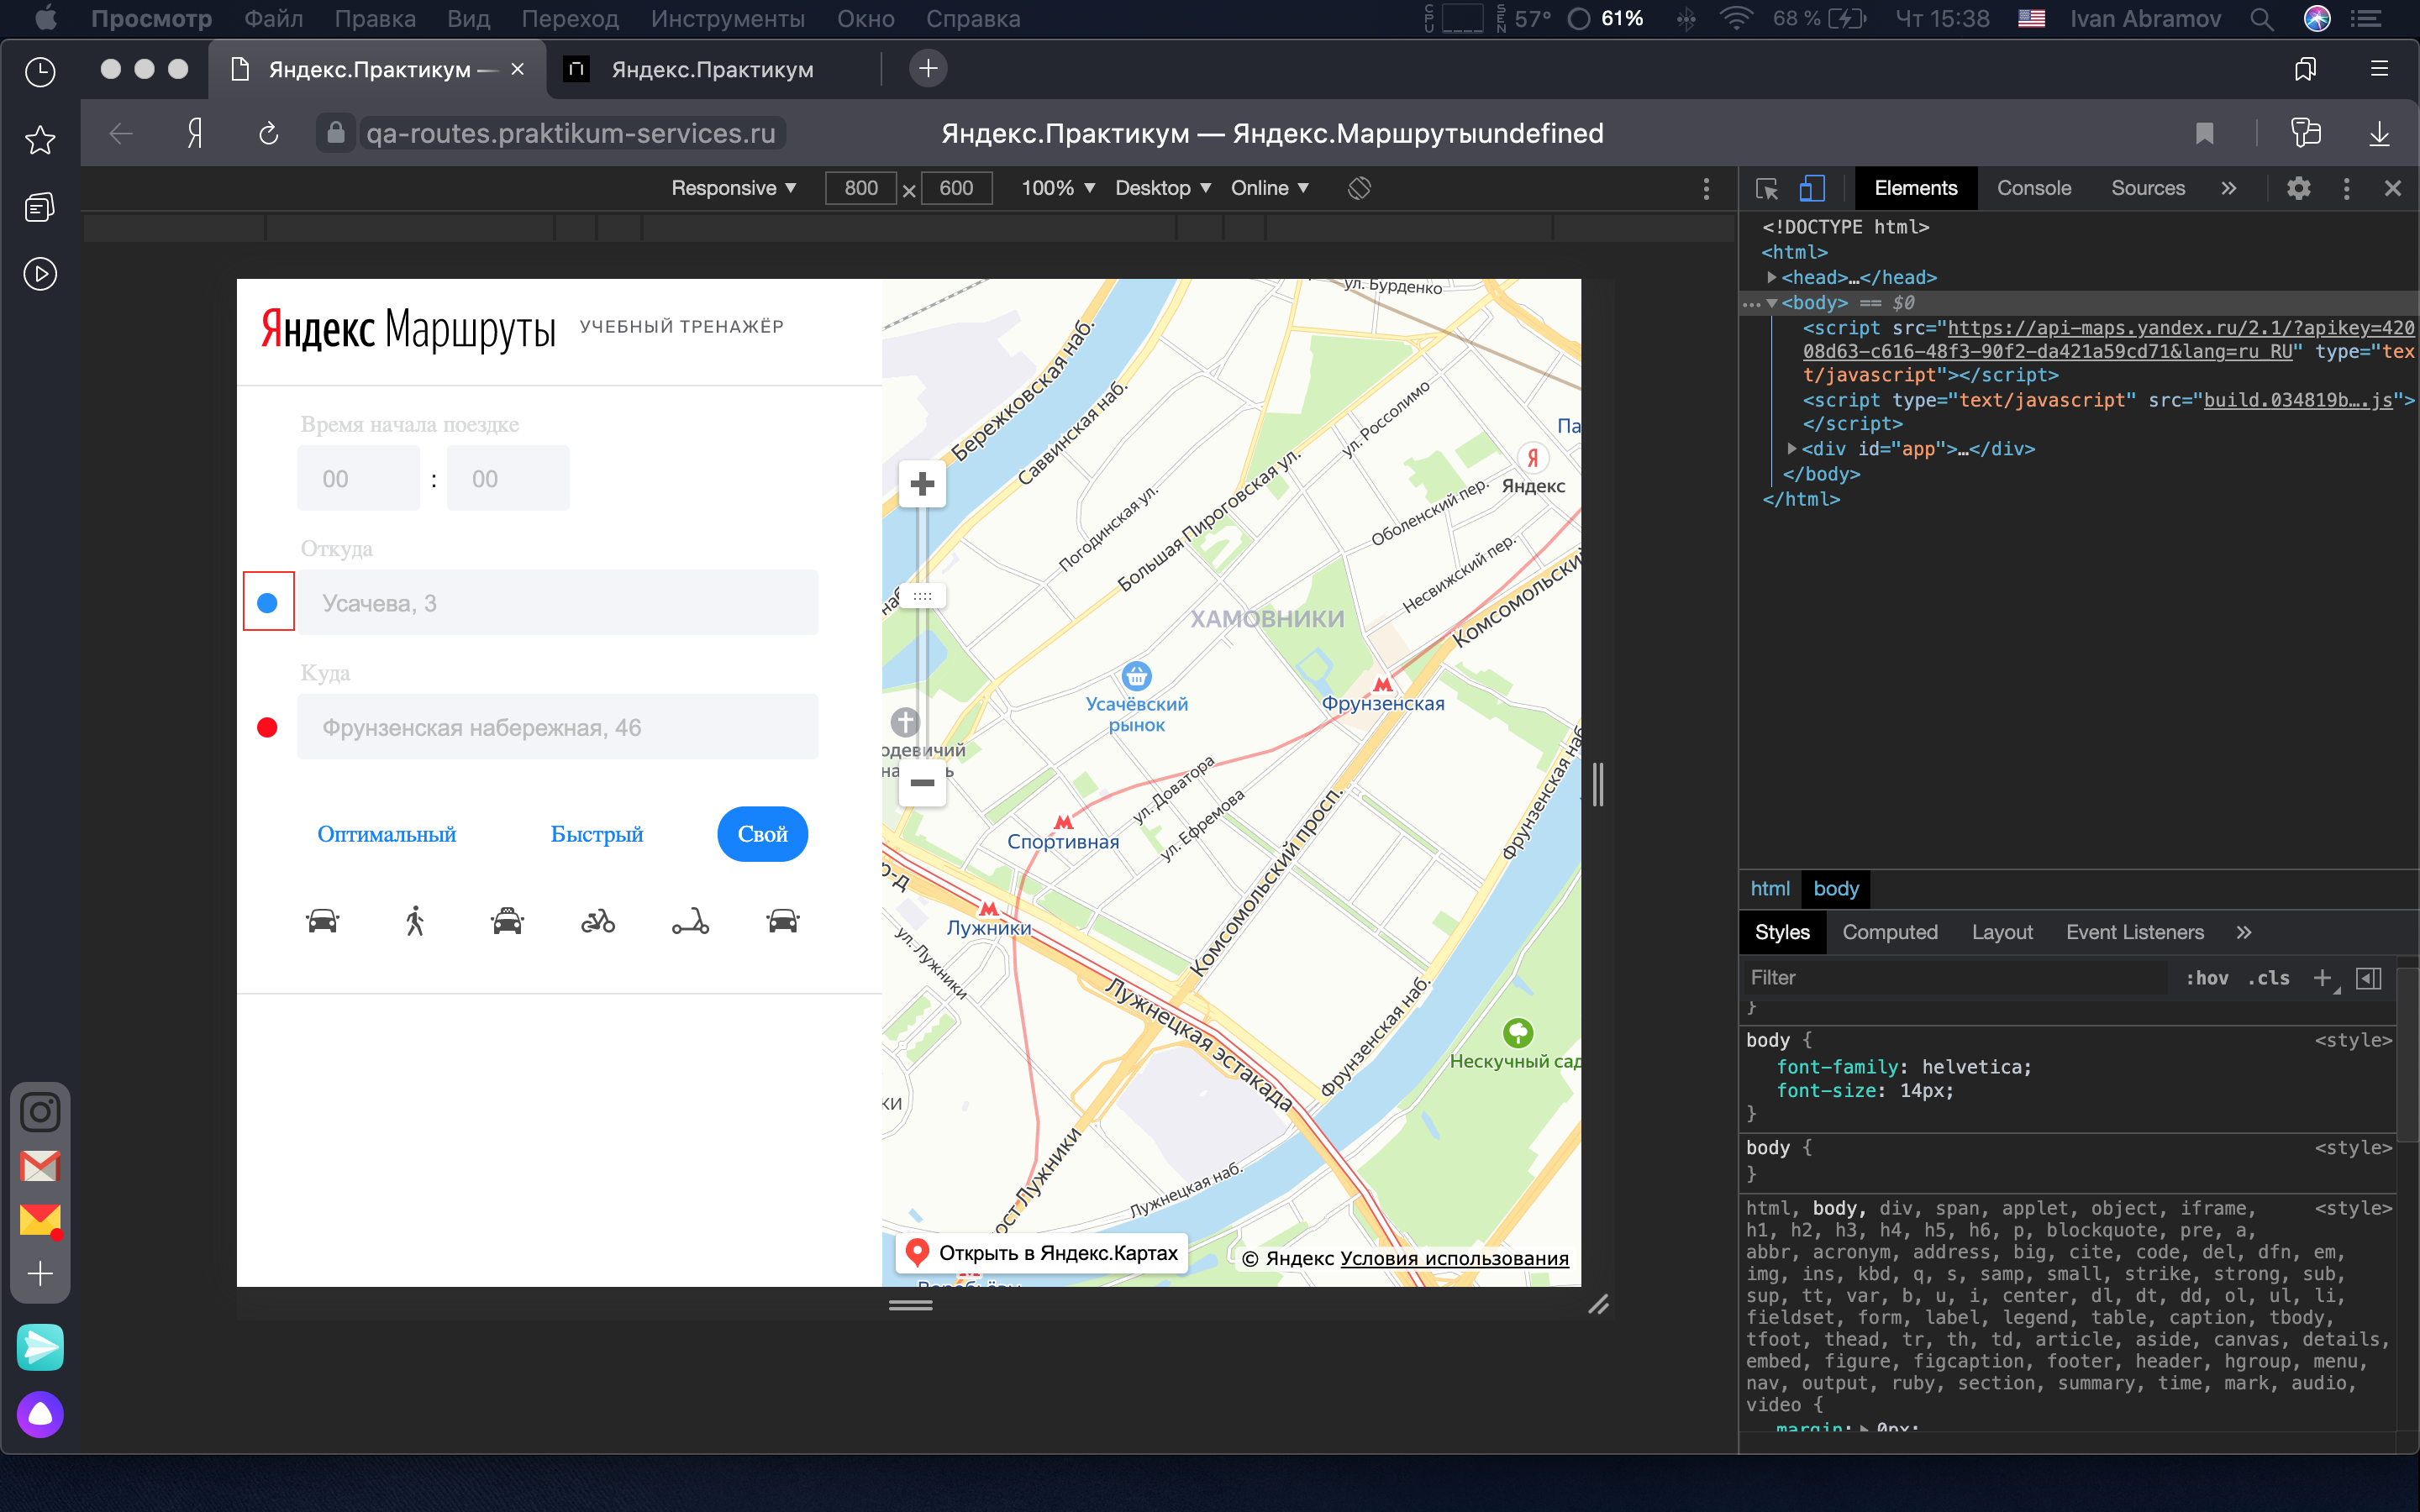 Просмотр Файл Правка Вид Переход Инструменты Окно Справка CPU SEN 57° 61% 68 % Чт 15:38 Ivan Abramov
Яндекс.Практикум — Яндекс.Практикум
qa-routes.praktikum-services.ru Яндекс.Практикум — Яндекс.Маршрутыundefined
Responsive 800 × 600 100% Desktop Online
Elements Console Sources
<!DOCTYPE html>
<html>
<head>…</head>
<body> == $0
<script src="https://api-maps.yandex.ru/2.1/?apikey=420
08d63-c616-48f3-90f2-da421a59cd71&lang=ru_RU" type="tex
t/javascript"></script>
<script type="text/javascript" src="build.034819b….js">
</script>
<div id="app">…</div>
</body>
</html>
Яндекс Маршруты УЧЕБНЫЙ ТРЕНАЖЁР
Время начала поездке
00 : 00
Откуда
Усачева, 3
Куда
Фрунзенская набережная, 46
Оптимальный Быстрый Свой
ул. Бурденко
Бережковская наб.
Саввинская наб.
ул. Россолимо
Па
Я
Яндекс
Погодинская ул.
Большая Пироговская ул.
Оболенский пер.
Несвижский пер.
Комсомольский
наб
ХАМОВНИКИ
Усачёвский
рынок
Фрунзенская
одевичий
на ь
ул. Доватора
ул. Ефремова
Спортивная
Фрунзенская наб
Комсомольский просп.
р-д
Лужники
ул. Лужники
Лужнецкая эстакада
Фрунзенская наб.
Нескучный сад
ки
ост Лужники
Лужнецкая наб.
Открыть в Яндекс.Картах
© Яндекс Условия использования
Воробьёвы
html body
Styles Computed Layout Event Listeners
Filter :hov .cls
}
body { <style>
font-family: helvetica;
font-size: 14px;
}
body { <style>
}
html, body, div, span, applet, object, iframe, <style>
h1, h2, h3, h4, h5, h6, p, blockquote, pre, a,
abbr, acronym, address, big, cite, code, del, dfn, em,
img, ins, kbd, q, s, samp, small, strike, strong, sub,
sup, tt, var, b, u, i, center, dl, dt, dd, ol, ul, li,
fieldset, form, label, legend, table, caption, tbody,
tfoot, thead, tr, th, td, article, aside, canvas, details,
embed, figure, figcaption, footer, header, hgroup, menu,
nav, output, ruby, section, summary, time, mark, audio,
video {
margin: 0px;